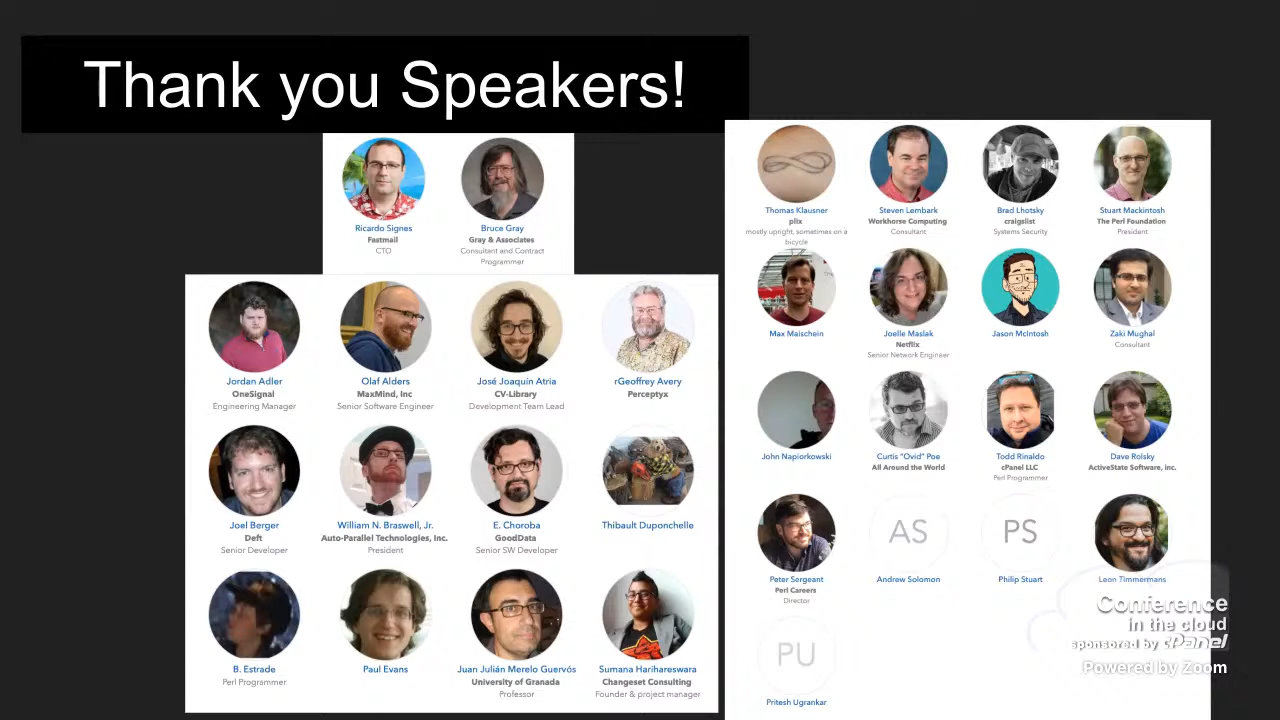 Thank you Speakers!
Ricardo Signes
Fastmail
CTO
Bruce Gray
Gray & Associates
Consultant and Contract
Programmer
Jordan Adler
OneSignal
Engineering Manager
Olaf Alders
MaxMind, Inc
Senior Software Engineer
José Joaquín Atria
CV-Library
Development Team Lead
rGeoffrey Avery
Perceptyx
Joel Berger
Deft
Senior Developer
William N. Braswell, Jr.
Auto-Parallel Technologies, Inc.
President
E. Choroba
GoodData
Senior SW Developer
Thibault Duponchelle
B. Estrade
Perl Programmer
Paul Evans
Juan Julián Merelo Guervós
University of Granada
Professor
Sumana Harihareswara
Changeset Consulting
Founder & project manager
Thomas Klausner
plix
mostly upright, sometimes on a
bicycle
Steven Lembark
Workhorse Computing
Consultant
Brad Lhotsky
craigslist
Systems Security
Stuart Mackintosh
The Perl Foundation
President
Max Maischein
Joelle Maslak
Netflix
Senior Network Engineer
Jason McIntosh
Zaki Mughal
Consultant
John Napiorkowski
Curtis "Ovid" Poe
All Around the World
Todd Rinaldo
cPanel LLC
Perl Programmer
Dave Rolsky
ActiveState Software, Inc.
Peter Sergeant
Perl Careers
Director
AS
Andrew Solomon
PS
Philip Stuart
Leon Timmermans
PU
Pritesh Ugrankar
Conference
in the cloud
sponsored by cPanel
Powered by Zoom